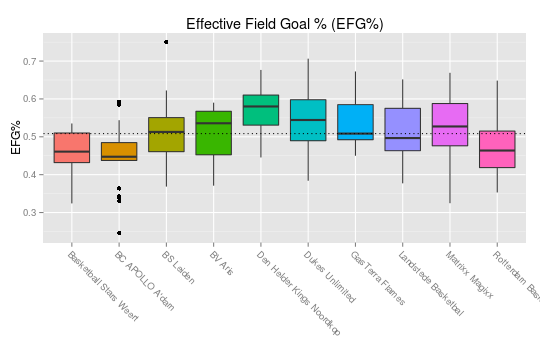 Effective Field Goal % (EFG%)
EFG%
0.7
0.6
0.5
0.4
0.3
Basketball Stars Weert
BC APOLLO A'dam
BS Leiden
BV Aris
Den Helder Kings Noordkop
Dukes Unlimited
GasTerra Flames
Landstede Basketbal
Matrixx Magixx
Rotterdam Bas